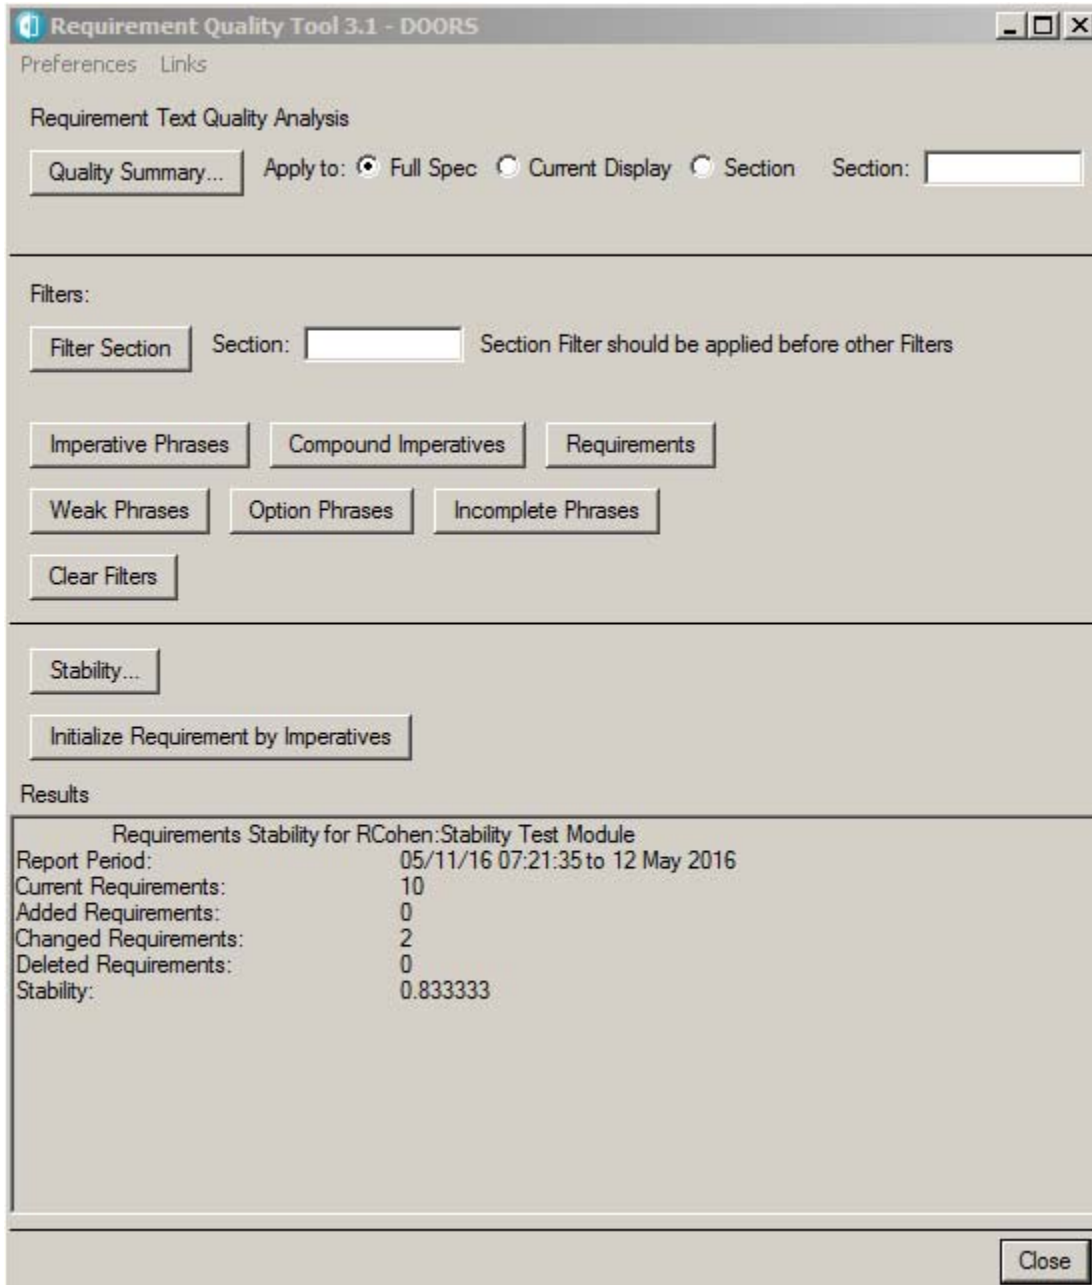 Requirement Quality Tool 3.1 - DOORS
Preferences Links
Requirement Text Quality Analysis
Quality Summary... Apply to: Full Spec Current Display Section Section:
Filters:
Filter Section Section: Section Filter should be applied before other Filters
Imperative Phrases Compound Imperatives Requirements
Weak Phrases Option Phrases Incomplete Phrases
Clear Filters
Stability...
Initialize Requirement by Imperatives
Results
Requirements Stability for RCohen:Stability Test Module
Report Period: 05/11/16 07:21:35 to 12 May 2016
Current Requirements: 10
Added Requirements: 0
Changed Requirements: 2
Deleted Requirements: 0
Stability: 0.833333
Close